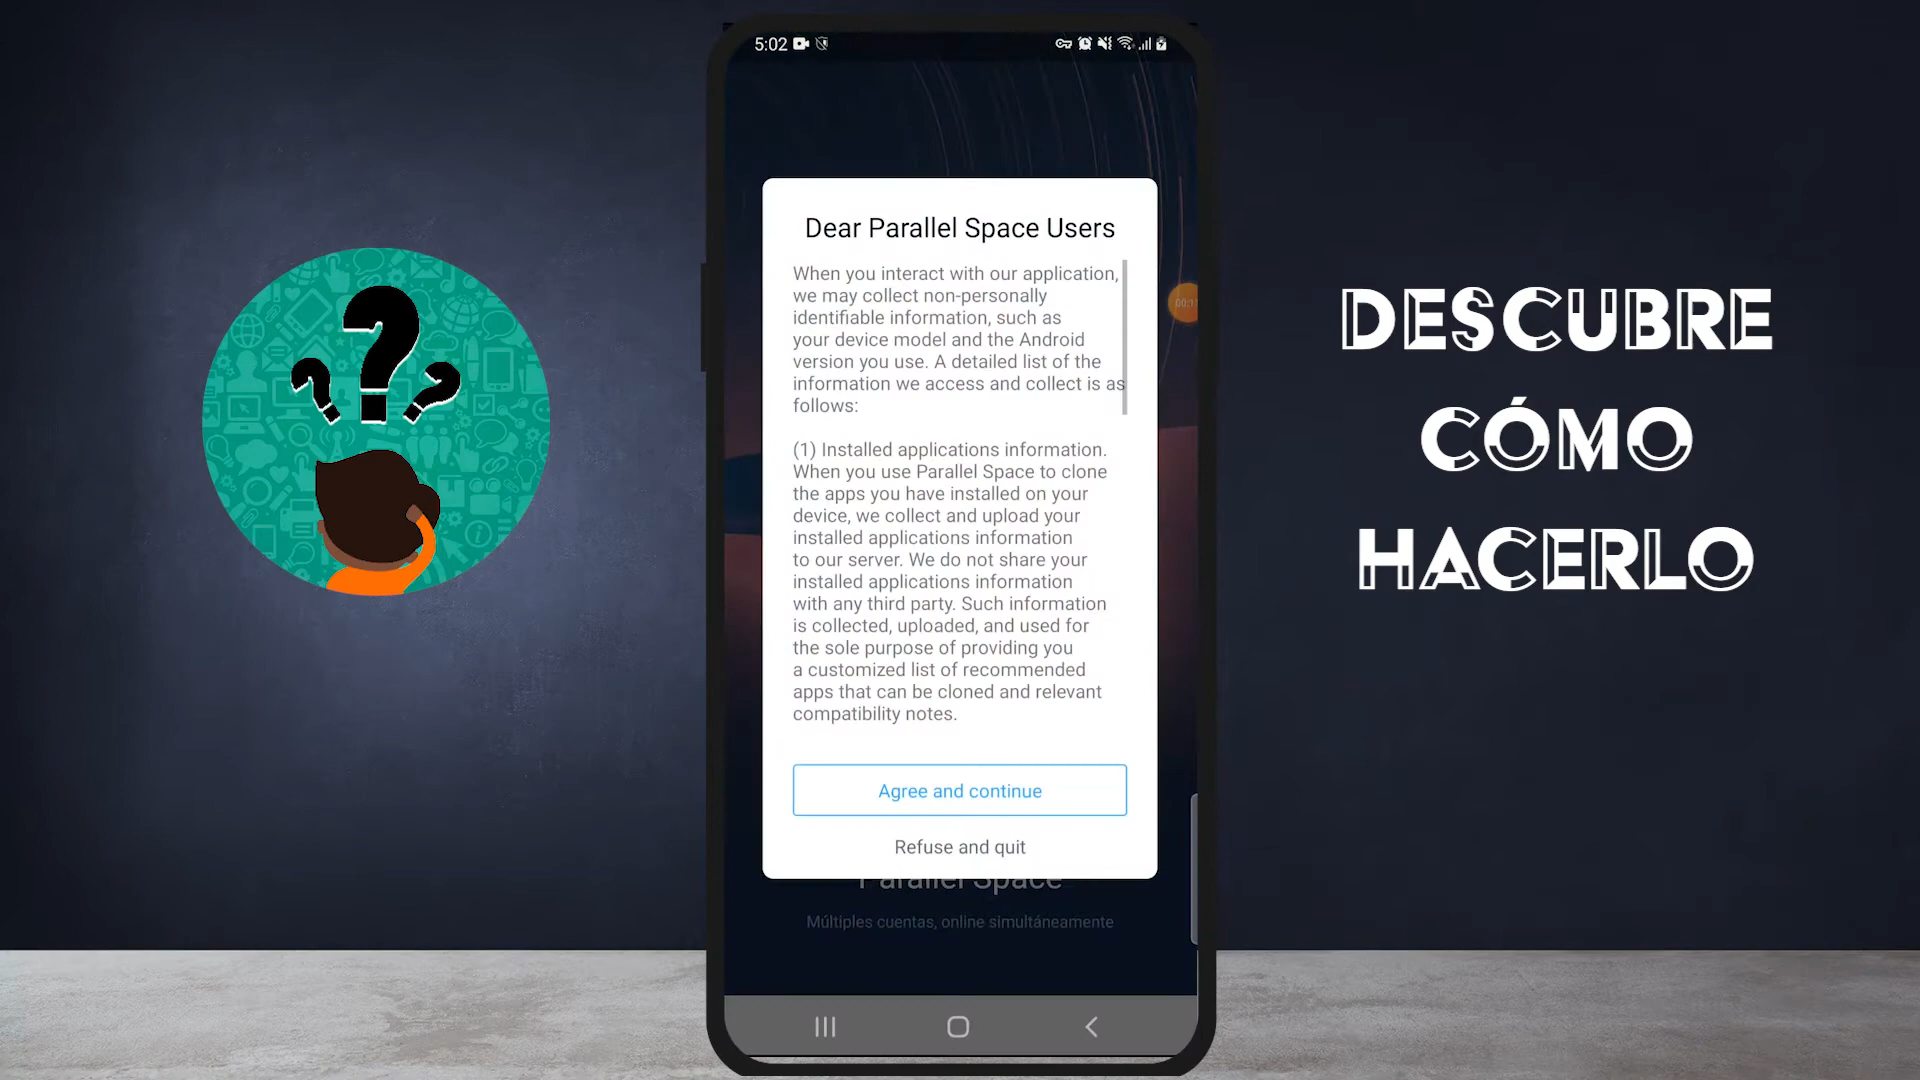 5:02
Dear Parallel Space Users
When you interact with our application,
we may collect non-personally
identifiable information, such as
your device model and the Android
version you use. A detailed list of the
information we access and collect is as
follows:
(1) Installed applications information.
When you use Parallel Space to clone
the apps you have installed on your
device, we collect and upload your
installed applications information
to our server. We do not share your
installed applications information
with any third party. Such information
is collected, uploaded, and used for
the sole purpose of providing you
a customized list of recommended
apps that can be cloned and relevant
compatibility notes.
Agree and continue
Refuse and quit
Parallel Space
Múltiples cuentas, online simultáneamente
DESCUBRE
CÓMO
HACERLO